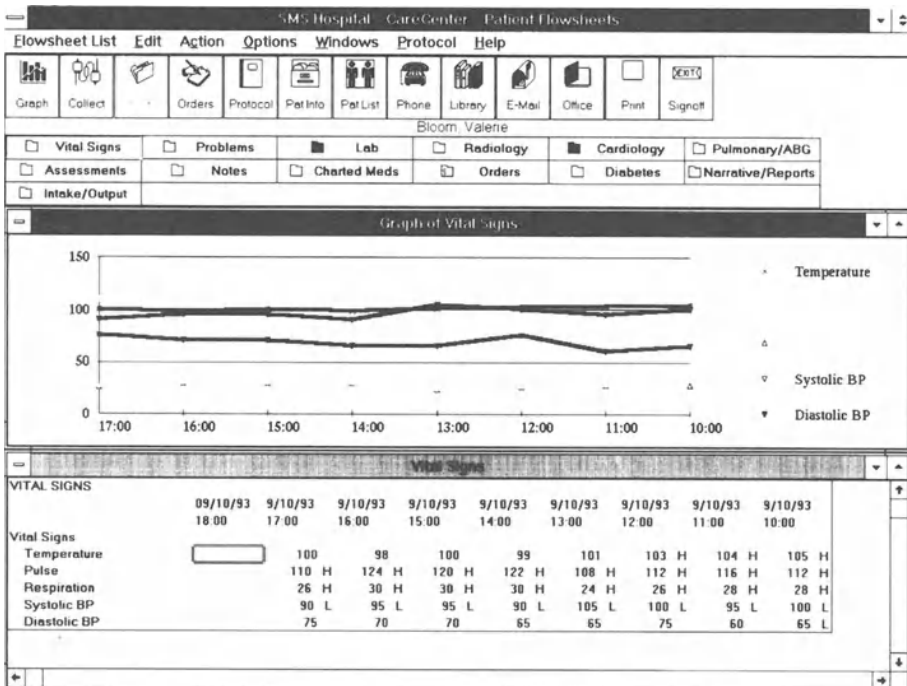 SMS Hospital CareCenter Patient Flowsheets
Flowsheet List Edit Action Options Windows Protocol Help
Graph Collect Orders Protocol Pat Info Pat List Phone Library E-Mail Office Print Signoff
EXIT
Bloom, Valerie
Vital Signs Problems Lab Radiology Cardiology Pulmonary/ABG
Assessments Notes Charted Meds Orders Diabetes Narrative/Reports
Intake/Output
Graph of Vital Signs
150
100
50
0
17:00 16:00 15:00 14:00 13:00 12:00 11:00 10:00
Temperature
Systolic BP
Diastolic BP
Vital Signs
VITAL SIGNS
09/10/93 9/10/93 9/10/93 9/10/93 9/10/93 9/10/93 9/10/93 9/10/93 9/10/93
18:00 17:00 16:00 15:00 14:00 13:00 12:00 11:00 10:00
Vital Signs
Temperature 100 98 100 99 101 103 H 104 H 105 H
Pulse 110 H 124 H 120 H 122 H 108 H 112 H 116 H 112 H
Respiration 26 H 30 H 30 H 30 H 24 H 26 H 28 H 28 H
Systolic BP 90 L 95 L 95 L 90 L 105 L 100 L 95 L 100 L
Diastolic BP 75 70 70 65 65 75 60 65 L